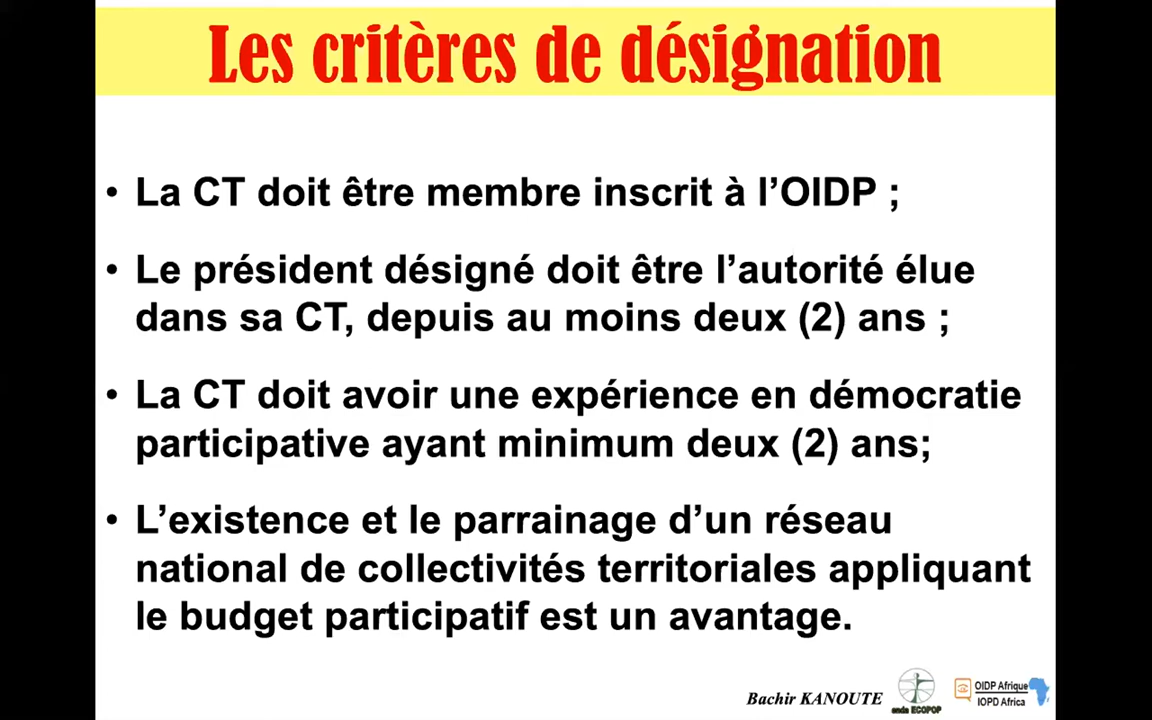 Les critères de désignation
• La CT doit être membre inscrit à l’OIDP ;
• Le président désigné doit être l’autorité élue
dans sa CT, depuis au moins deux (2) ans ;
• La CT doit avoir une expérience en démocratie
participative ayant minimum deux (2) ans;
• L’existence et le parrainage d’un réseau
national de collectivités territoriales appliquant
le budget participatif est un avantage.
Bachir KANOUTE
enda ECOPOP
OIDP Afrique
IOPD Africa